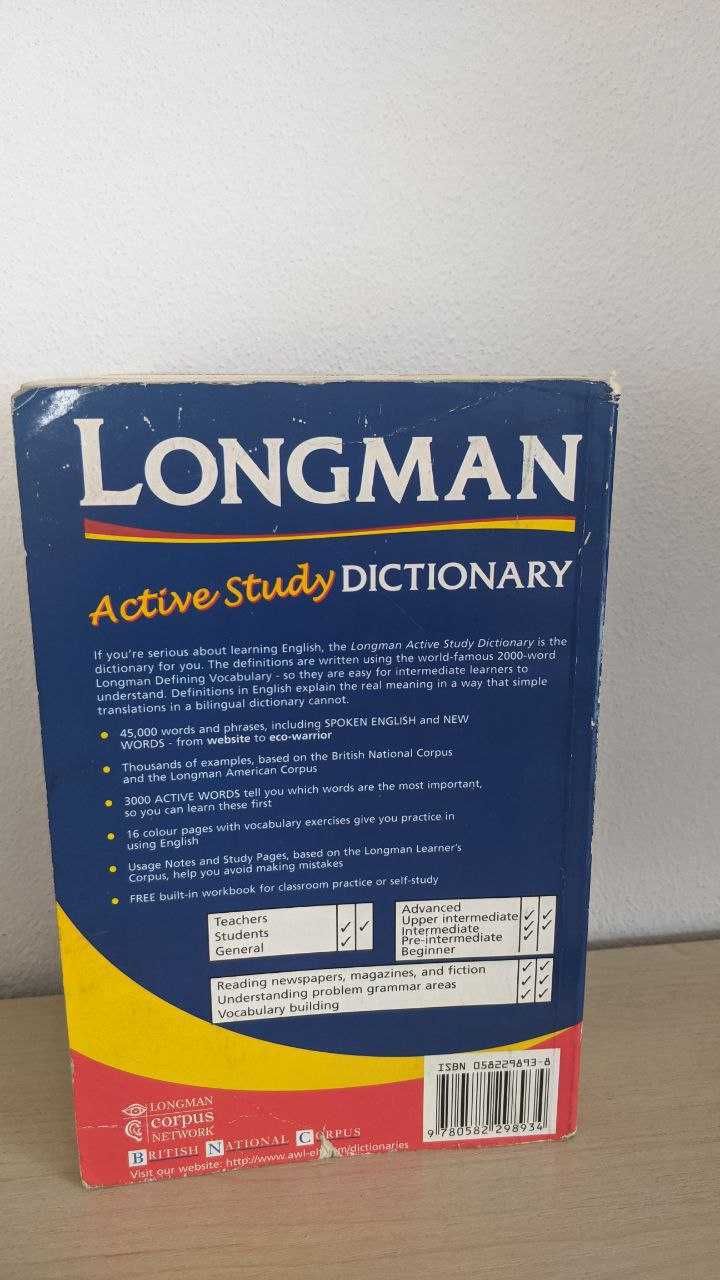 LONGMAN
Active Study DICTIONARY
If you're serious about learning English, the Longman Active Study Dictionary is the
dictionary for you. The definitions are written using the world-famous 2000-word
Longman Defining Vocabulary - so they are easy for intermediate learners to
understand. Definitions in English explain the real meaning in a way that simple
translations in a bilingual dictionary cannot.
• 45,000 words and phrases, including SPOKEN ENGLISH and NEW
WORDS - from website to eco-warrior
• Thousands of examples, based on the British National Corpus
and the Longman American Corpus
• 3000 ACTIVE WORDS tell you which words are the most important,
so you can learn these first
• 16 colour pages with vocabulary exercises give you practice in
using English
• Usage Notes and Study Pages, based on the Longman Learner's
Corpus, help you avoid making mistakes
• FREE built-in workbook for classroom practice or self-study
Teachers
Students ✓ ✓
General ✓
Advanced
Upper intermediate ✓ ✓
Intermediate ✓ ✓
Pre-intermediate ✓
Beginner
Reading newspapers, magazines, and fiction ✓ ✓
Understanding problem grammar areas ✓ ✓
Vocabulary building ✓ ✓
ISBN 058229893-8
9 780582 298934
LONGMAN
corpus
NETWORK
BRITISH NATIONAL CORPUS
Visit our website: